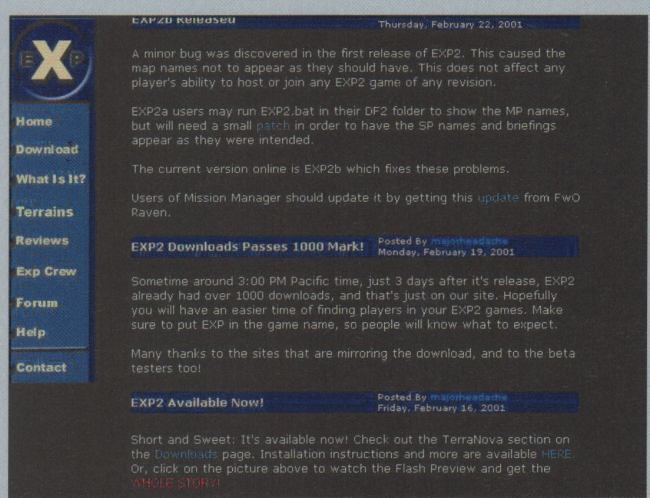 EXP
Home
Download
What Is It?
Terrains
Reviews
Exp Crew
Forum
Help
Contact
EXP2b Released
Thursday, February 22, 2001
A minor bug was discovered in the first release of EXP2. This caused the
map names not to appear as they should have. This does not affect any
player's ability to host or join any EXP2 game of any revision.
EXP2a users may run EXP2.bat in their DF2 folder to show the MP names,
but will need a small patch in order to have the SP names and briefings
appear as they were intended.
The current version online is EXP2b which fixes these problems.
Users of Mission Manager should update it by getting this update from FwO
Raven.
EXP2 Downloads Passes 1000 Mark!
Posted By majorheadache
Monday, February 19, 2001
Sometime around 3:00 PM Pacific time, just 3 days after it's release, EXP2
already had over 1000 downloads, and that's just on our site. Hopefully
you will have an easier time of finding players in your EXP2 games. Make
sure to put EXP in the game name, so people will know what to expect.
Many thanks to the sites that are mirroring the download, and to the beta
testers too!
EXP2 Available Now!
Posted By majorheadache
Friday, February 16, 2001
Short and Sweet: It's available now! Check out the TerraNova section on
the Downloads page. Installation instructions and more are available HERE.
Or, click on the picture above to watch the Flash Preview and get the
WHOLE STORY!